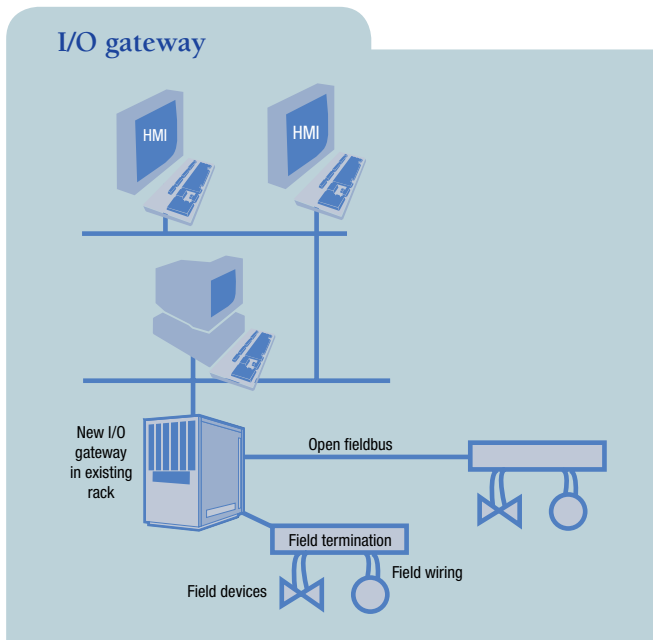 I/O gateway
HMI
HMI
New I/O
gateway
in existing
rack
Open fieldbus
Field termination
Field wiring
Field devices